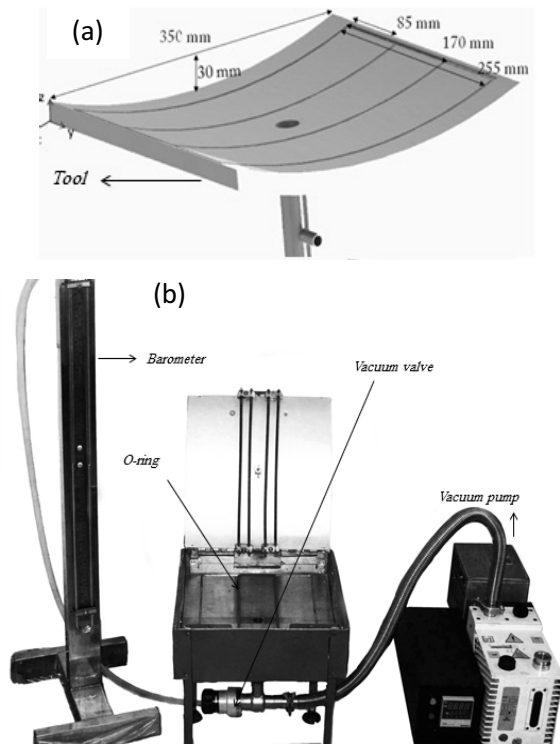 (a)
350 mm
85 mm
170 mm
30 mm
255 mm
Tool
(b)
Barometer
Vacuum valve
O-ring
Vacuum pump